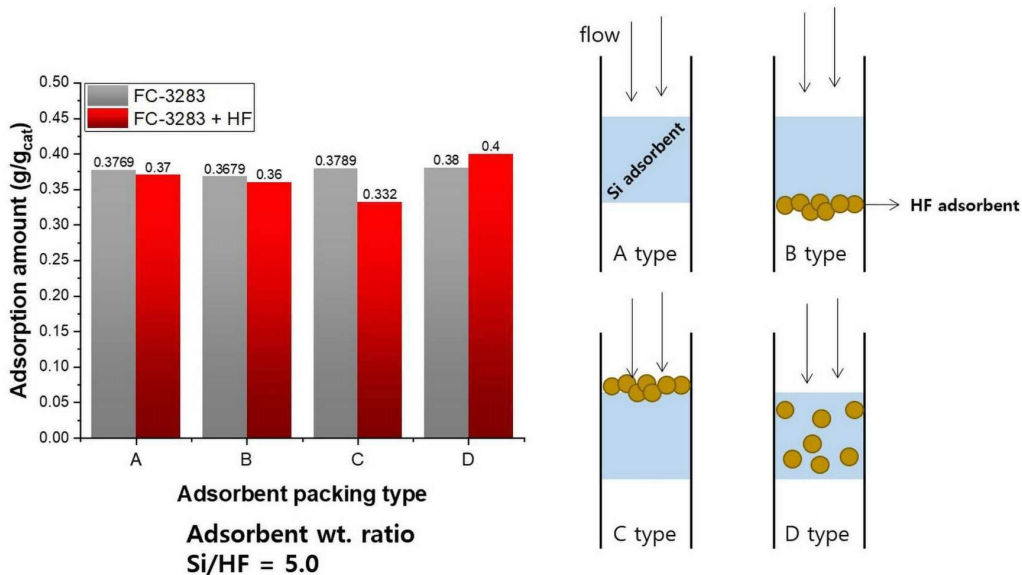 FC-3283
FC-3283 + HF
Adsorption amount (g/gcat)
0.50
0.45
0.40
0.35
0.30
0.25
0.20
0.15
0.10
0.05
0.00
0.3769
0.37
0.3679
0.36
0.3789
0.332
0.38
0.4
A
B
C
D
Adsorbent packing type
Adsorbent wt. ratio
Si/HF = 5.0
flow
Si adsorbent
A type
HF adsorbent
B type
C type
D type